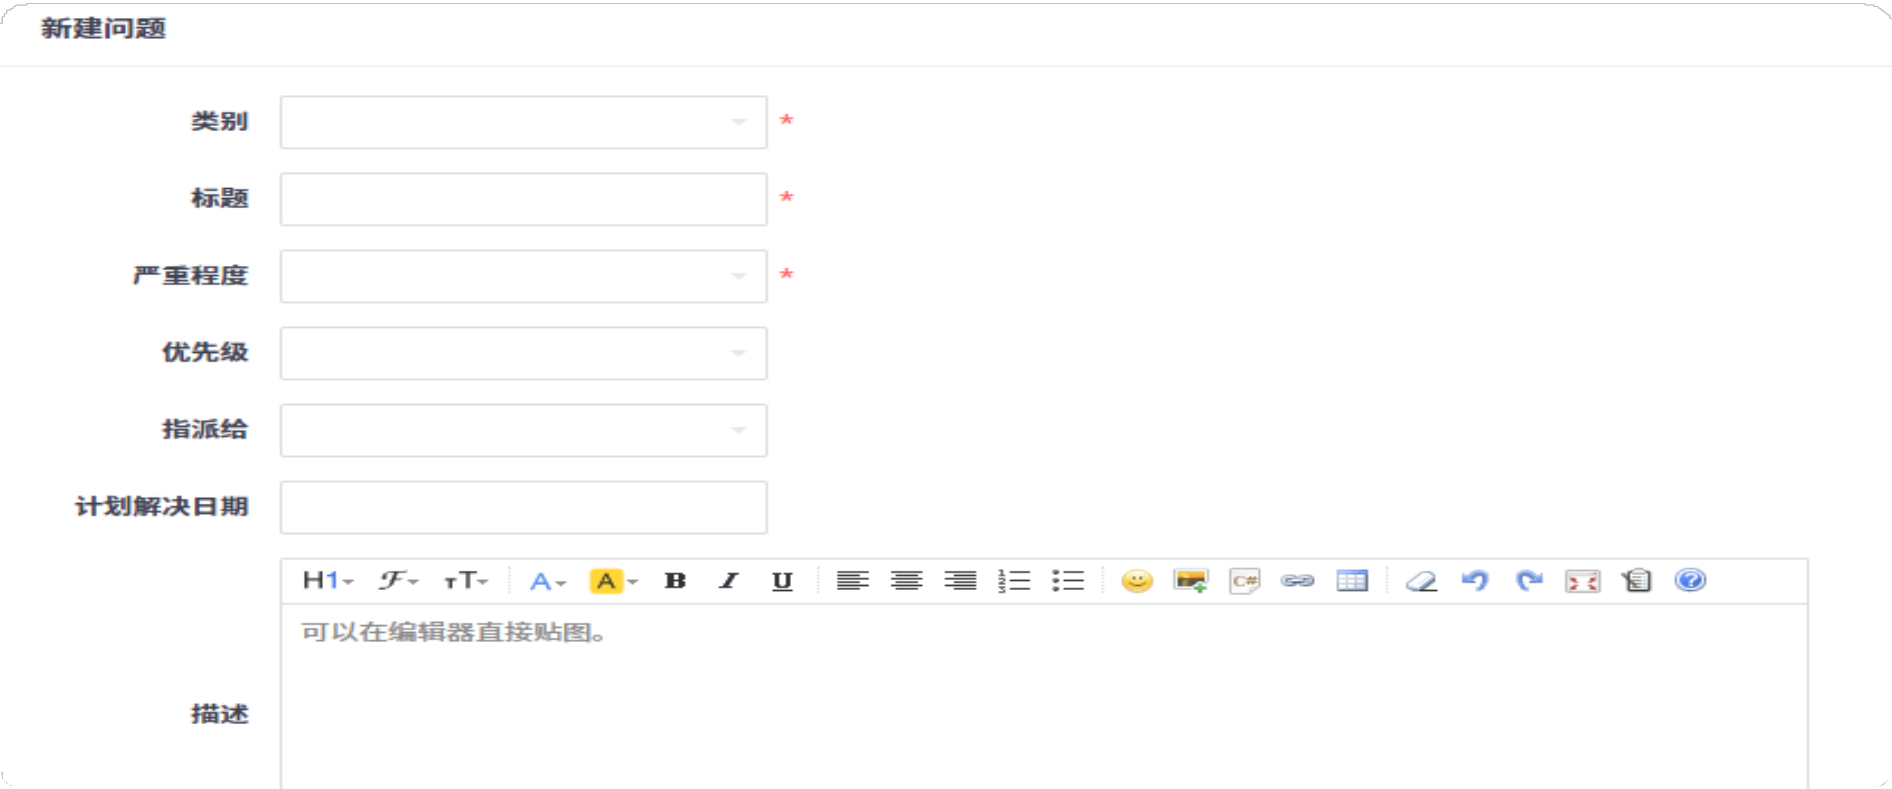 新建问题
类别 *
标题 *
严重程度 *
优先级
指派给
计划解决日期
H1 F TT A A B I U C#
可以在编辑器直接贴图。
描述